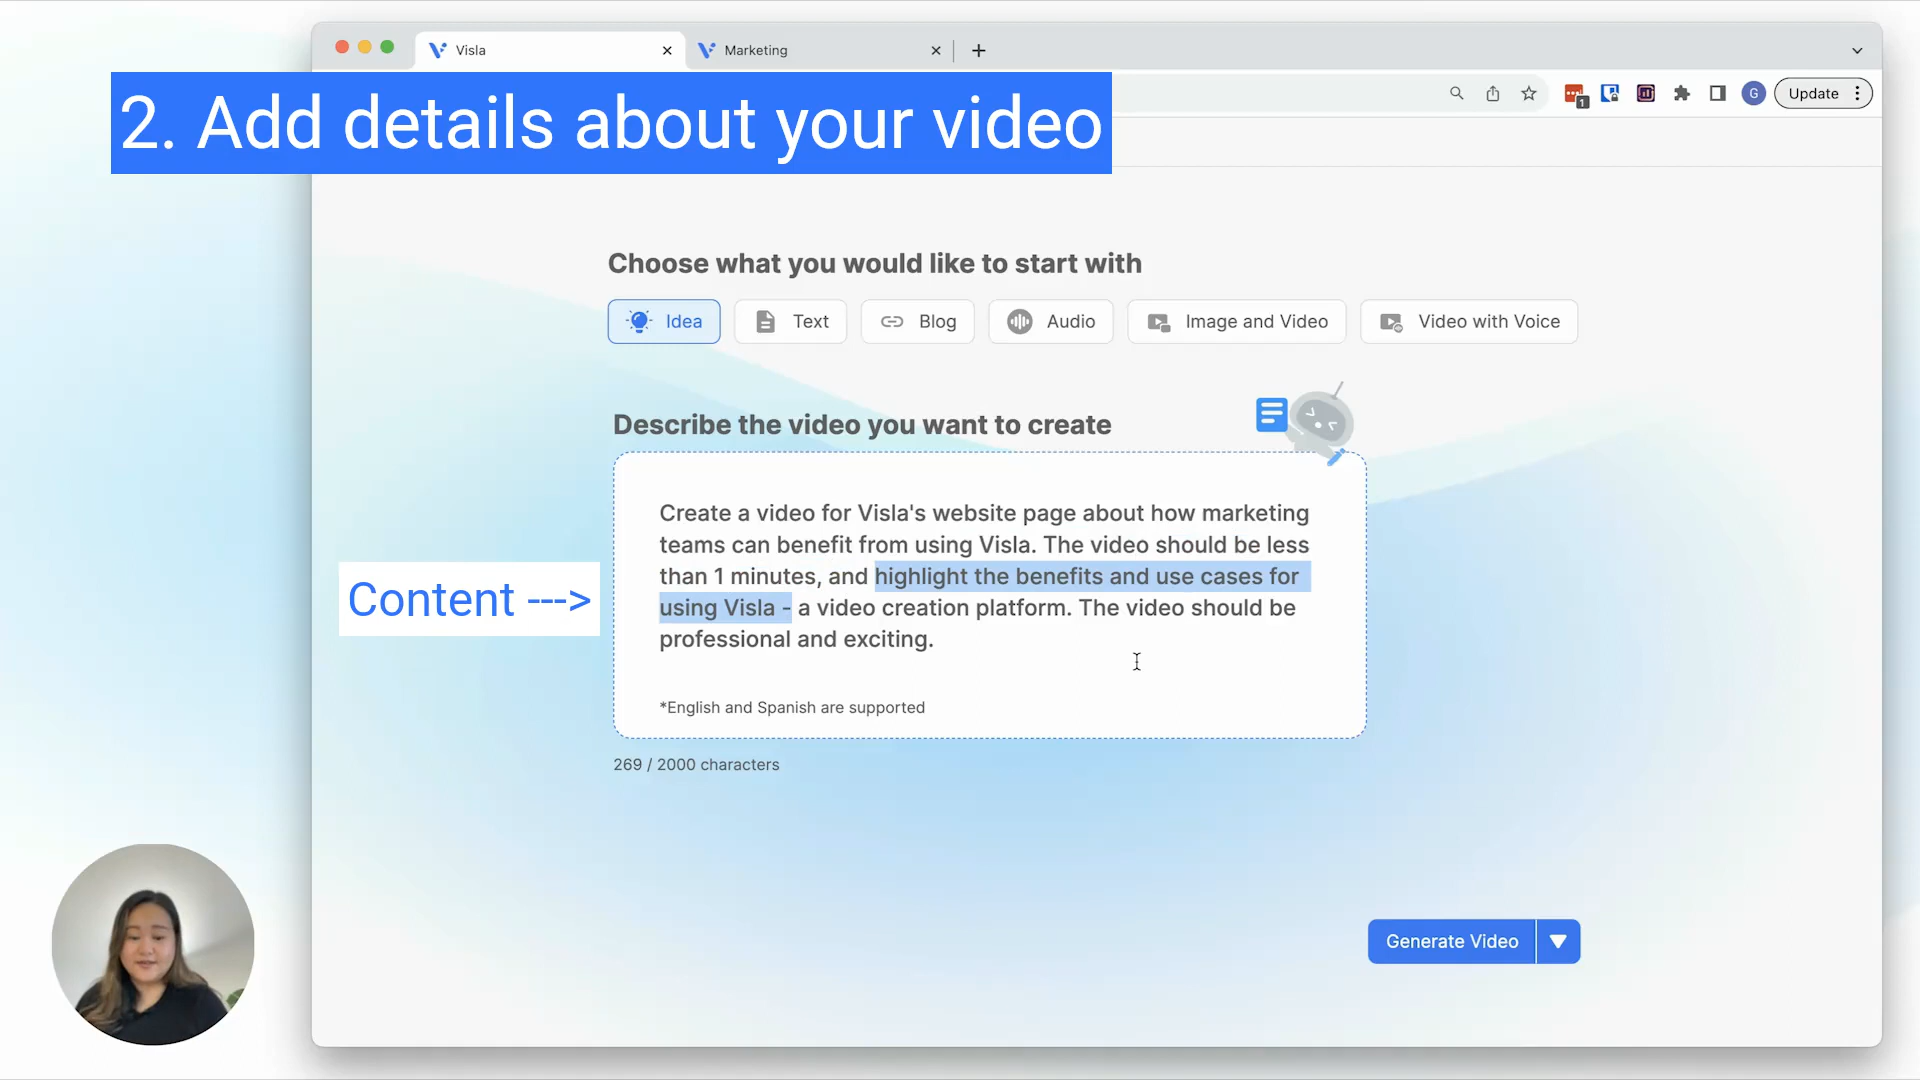 Visla
Marketing
2. Add details about your video
1
G
Update
Choose what you would like to start with
Idea
Text
Blog
Audio
Image and Video
Video with Voice
Describe the video you want to create
Create a video for Visla's website page about how marketing
teams can benefit from using Visla. The video should be less
than 1 minutes, and highlight the benefits and use cases for
using Visla - a video creation platform. The video should be
professional and exciting.
Content --->
*English and Spanish are supported
269 / 2000 characters
Generate Video